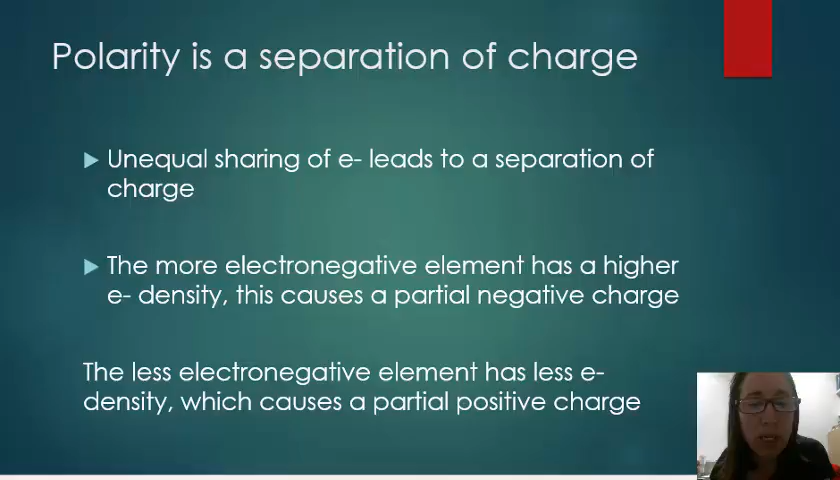 Polarity is a separation of charge
Unequal sharing of e- leads to a separation of
charge
The more electronegative element has a higher
e- density, this causes a partial negative charge
The less electronegative element has less e-
density, which causes a partial positive charge